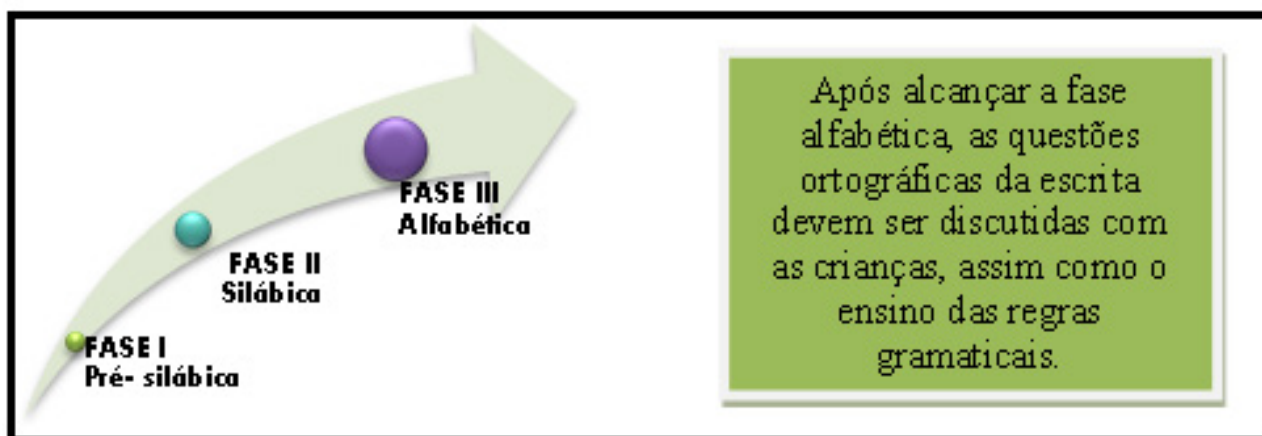 FASE I
Pré- silábica
FASE II
Silábica
FASE III
Alfabética
Após alcançar a fase
alfabética, as questões
ortográficas da escrita
devem ser discutidas com
as crianças, assim como o
ensino das regras
gramaticais.